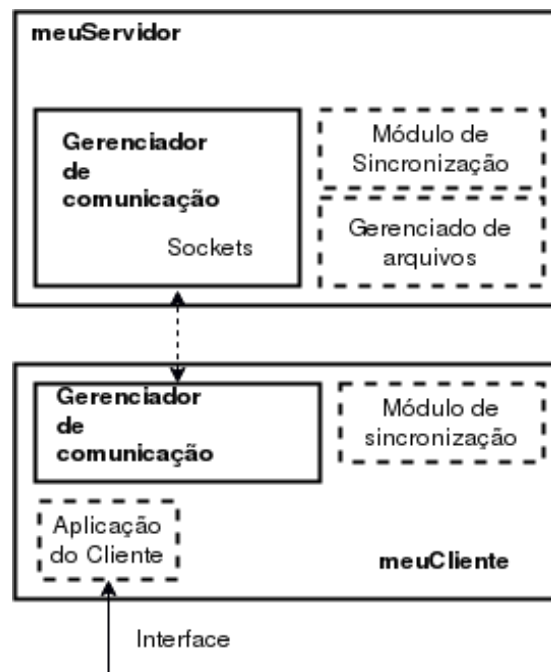 meuServidor
Gerenciador
de
comunicação
Sockets
Módulo de
Sincronização
Gerenciado de
arquivos
Gerenciador
de
comunicação
Módulo de
sincronização
Aplicação
do Cliente
meuCliente
Interface